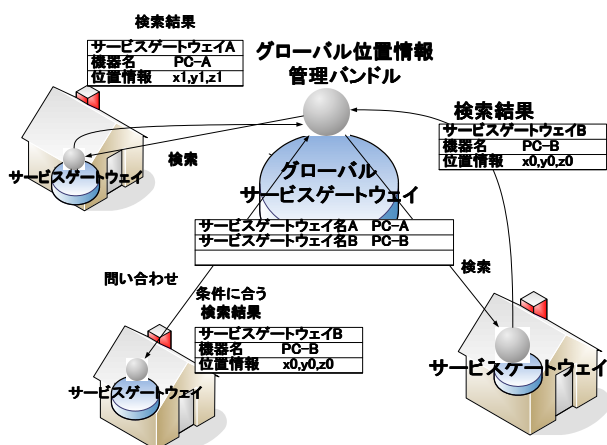 検索結果
サービスゲートウェイA
機器名 PC-A
位置情報 x1,y1,z1
グローバル位置情報
管理バンドル
検索結果
サービスゲートウェイB
機器名 PC-B
位置情報 x0,y0,z0
検索
サービスゲートウェイ
グローバル
サービスゲートウェイ
サービスゲートウェイ名A PC-A
サービスゲートウェイ名B PC-B
問い合わせ
検索
条件に合う
検索結果
サービスゲートウェイB
機器名 PC-B
位置情報 x0,y0,z0
サービスゲートウェイ
サービスゲートウェイ